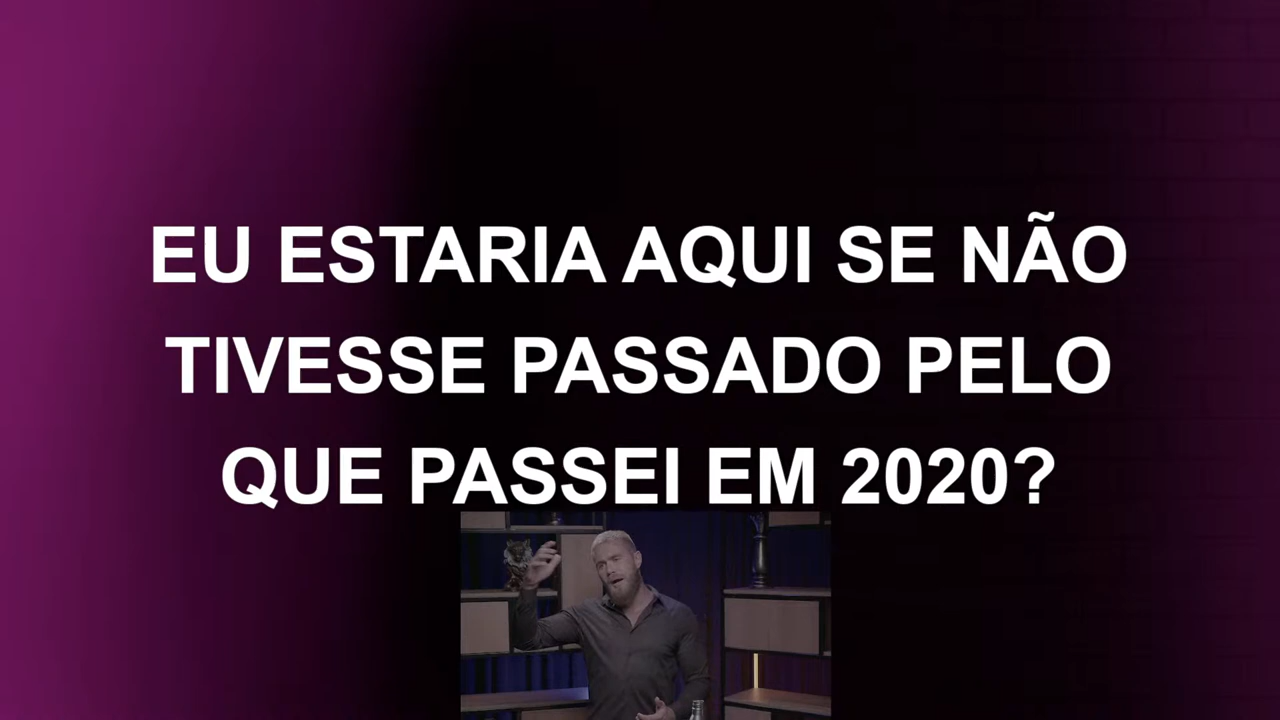 EU ESTARIA AQUI SE NÃO
TIVESSE PASSADO PELO
QUE PASSEI EM 2020?